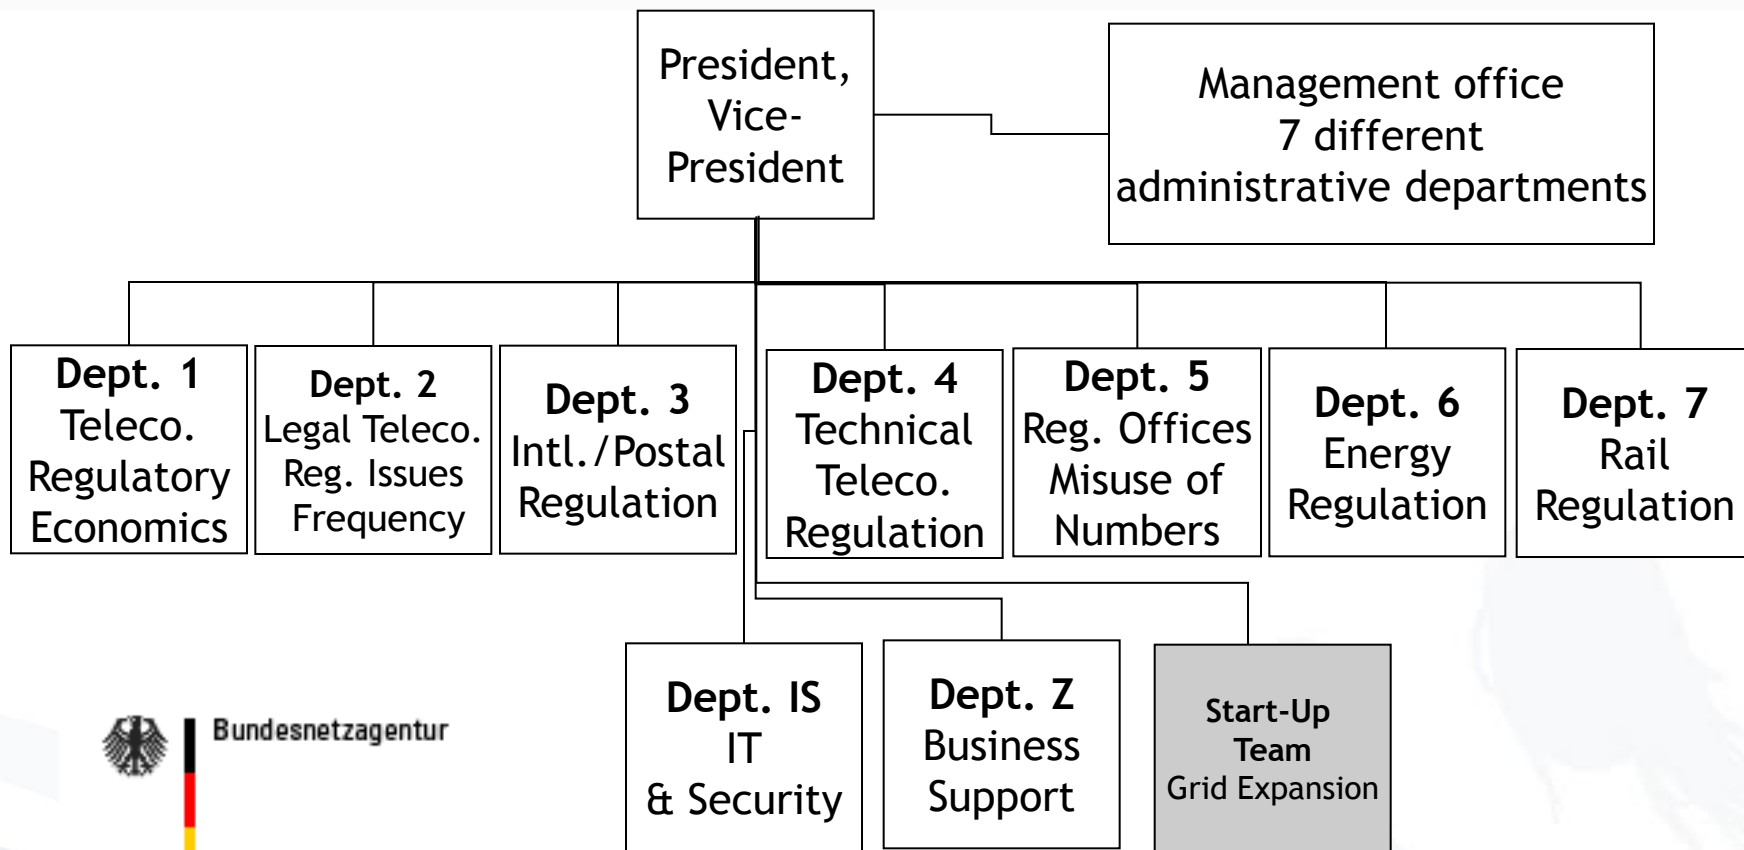 President,
Vice-
President
Management office
7 different
administrative departments
Dept. 1
Teleco.
Regulatory
Economics
Dept. 2
Legal Teleco.
Reg. Issues
Frequency
Dept. 3
Intl./Postal
Regulation
Dept. 4
Technical
Teleco.
Regulation
Dept. 5
Reg. Offices
Misuse of
Numbers
Dept. 6
Energy
Regulation
Dept. 7
Rail
Regulation
Dept. IS
IT
& Security
Dept. Z
Business
Support
Start-Up
Team
Grid Expansion
Bundesnetzagentur